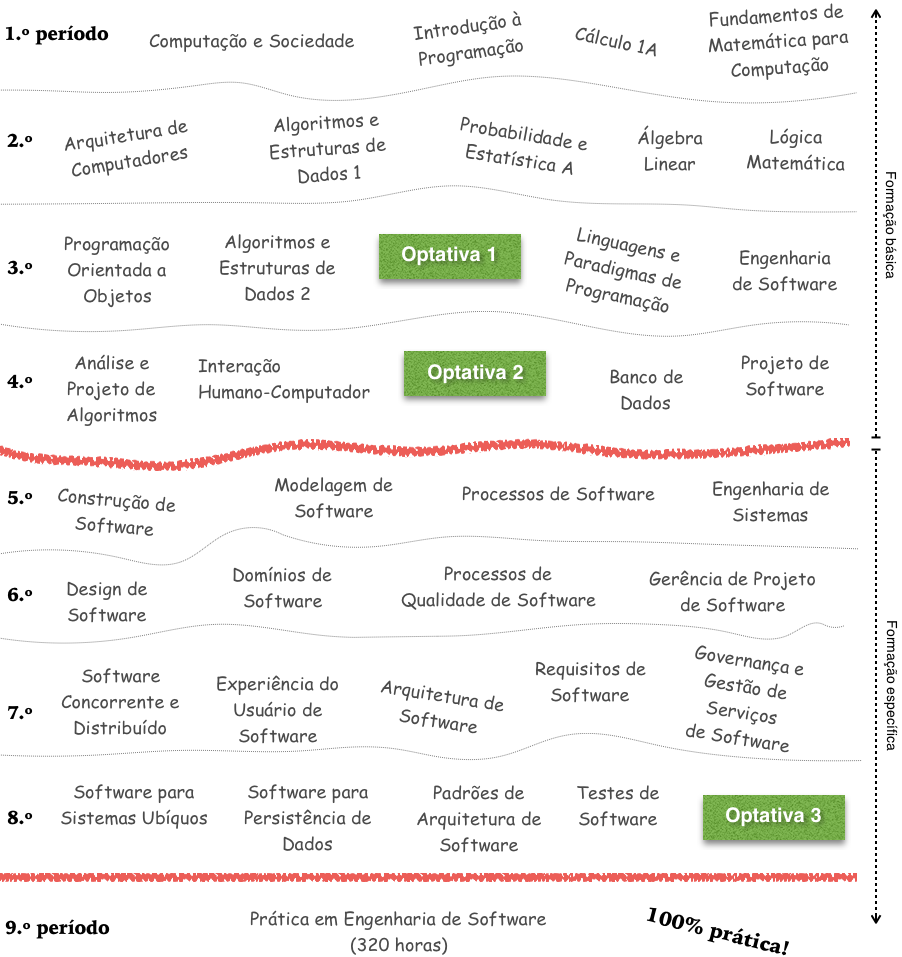 1.º período
Computação e Sociedade
Introdução à
Programação
Cálculo 1A
Fundamentos de
Matemática para
Computação
2.º
Arquitetura de
Computadores
Algoritmos e
Estruturas de
Dados 1
Probabilidade e
Estatística A
Álgebra
Linear
Lógica
Matemática
3.º
Programação
Orientada a
Objetos
Algoritmos e
Estruturas de
Dados 2
Optativa 1
Linguagens e
Paradigmas de
Programação
Engenharia
de Software
4.º
Análise e
Projeto de
Algoritmos
Interação
Humano-Computador
Optativa 2
Banco de
Dados
Projeto de
Software
Formação básica
5.º
Construção de
Software
Modelagem de
Software
Processos de Software
Engenharia de
Sistemas
6.º
Design de
Software
Domínios de
Software
Processos de
Qualidade de Software
Gerência de Projeto
de Software
7.º
Software
Concorrente e
Distribuído
Experiência do
Usuário de
Software
Arquitetura de
Software
Requisitos de
Software
Governança e
Gestão de
Serviços
de Software
8.º
Software para
Sistemas Ubíquos
Software para
Persistência de
Dados
Padrões de
Arquitetura de
Software
Testes de
Software
Optativa 3
Formação específica
9.º período
Prática em Engenharia de Software
(320 horas)
100% prática!